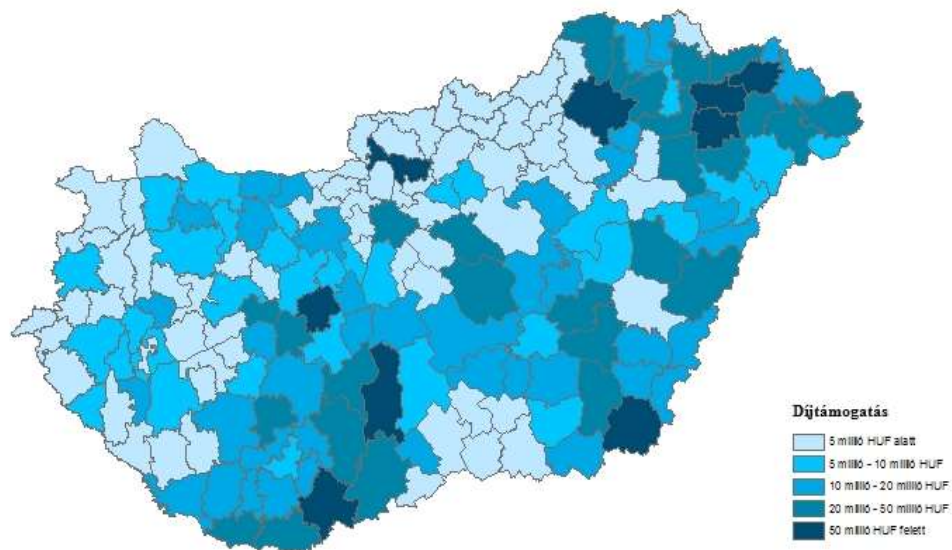 Díjtámogatás
5 millió HUF alatt
5 millió - 10 millió HUF
10 millió - 20 millió HUF
20 millió - 50 millió HUF
50 millió HUF felett